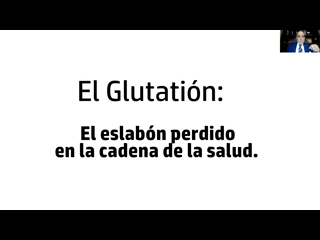 El Glutatión:
El eslabón perdido
en la cadena de la salud.